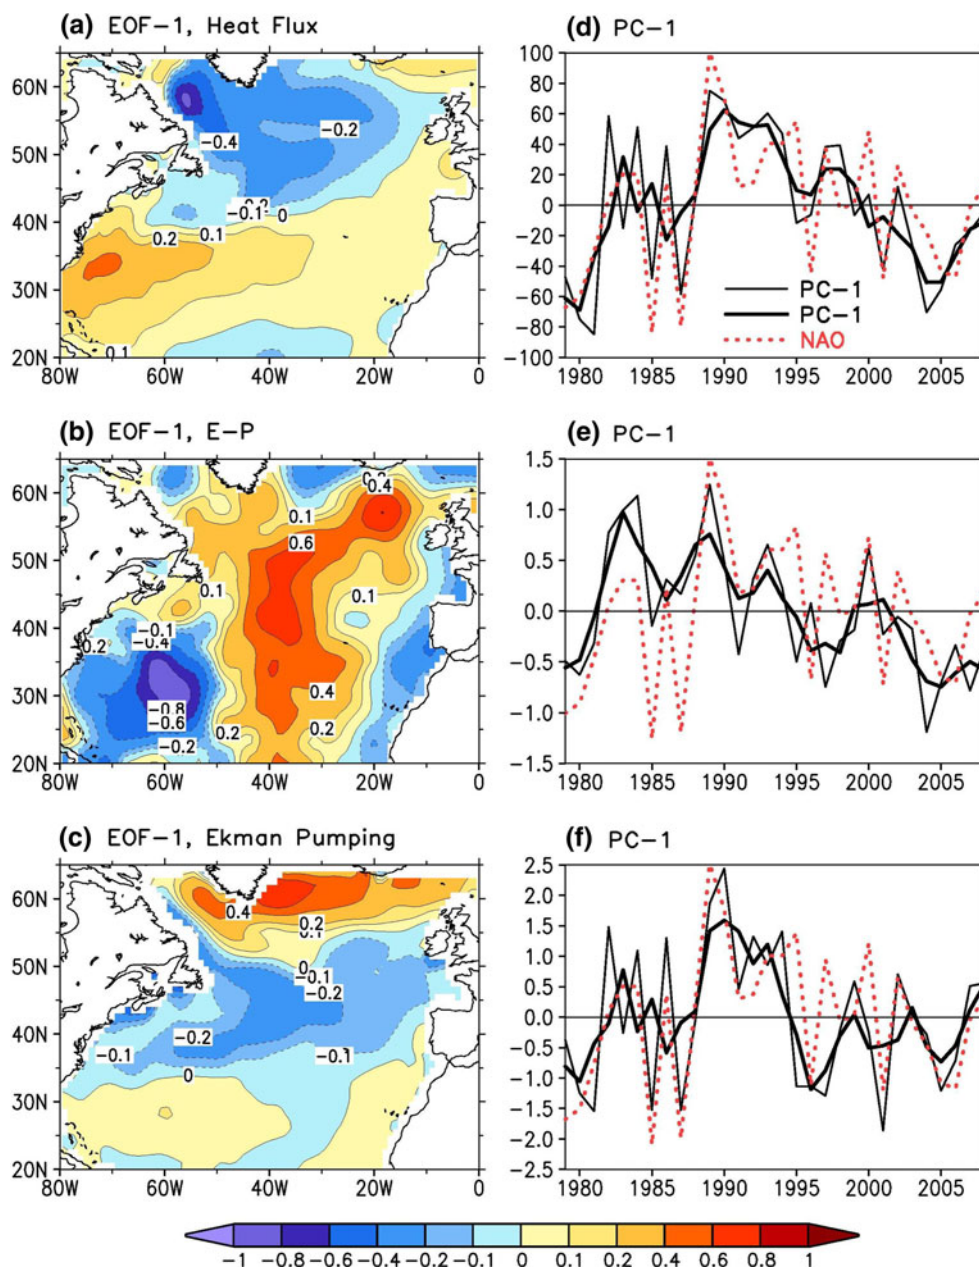 (a) EOF-1, Heat Flux
60N
50N
40N
30N
20N
80W 60W 40W 20W 0
-0.4
-0.2
-0.1
0
0.2
0.1
0.1
(d) PC-1
100
80
60
40
20
0
-20
-40
-60
-80
-100
PC-1
PC-1
NAO
1980 1985 1990 1995 2000 2005
(b) EOF-1, E-P
60N
50N
40N
30N
20N
80W 60W 40W 20W 0
0.4
0.1
0.6
0.1
0.1
-0.1
-0.4
0.2
-0.8
-0.6
-0.2
0.4
0.2
0.2
(e) PC-1
1.5
1.0
0.5
0.0
-0.5
-1.0
-1.5
1980 1985 1990 1995 2000 2005
(c) EOF-1, Ekman Pumping
60N
50N
40N
30N
20N
80W 60W 40W 20W 0
0.4
0.2
0
-0.1
-0.2
-0.2
-0.1
0
(f) PC-1
2.5
2.0
1.5
1.0
0.5
0.0
-0.5
-1.0
-1.5
-2.0
-2.5
1980 1985 1990 1995 2000 2005
-1 -0.8 -0.6 -0.4 -0.2 -0.1 0 0.1 0.2 0.4 0.6 0.8 1